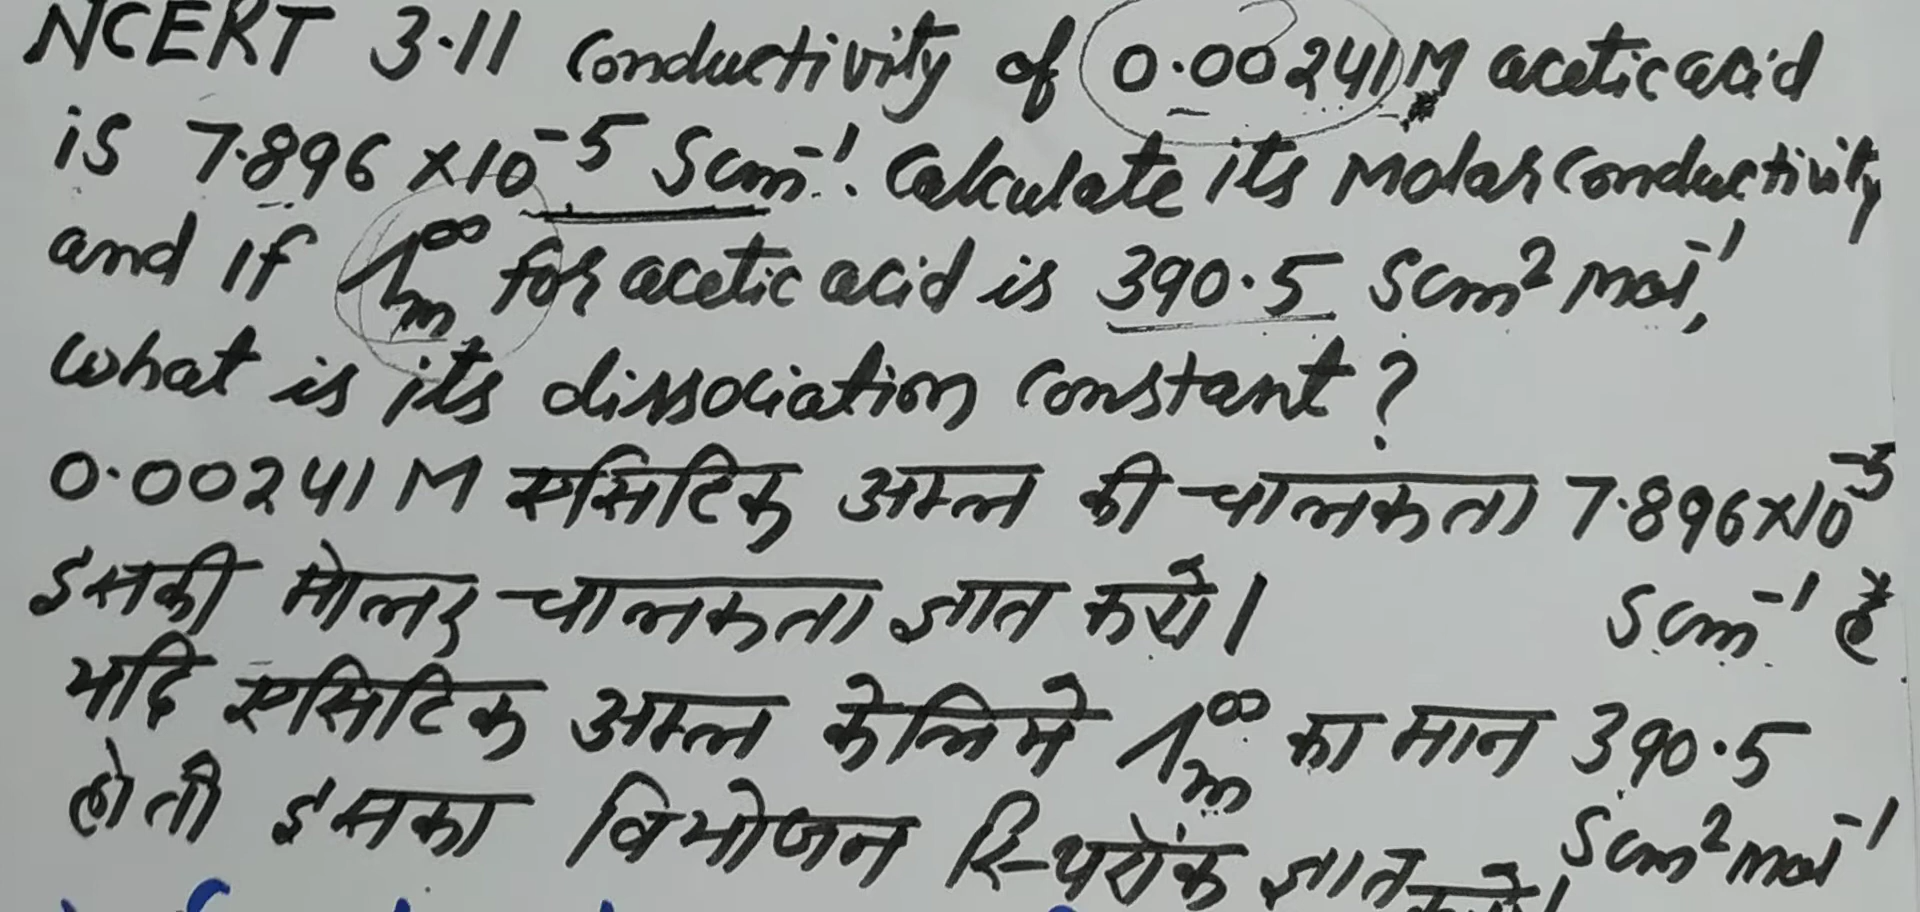 NCERT 3.11 Conductivity of 0.00241 M acetic acid
is 7.896 × 10⁻⁵ S cm⁻¹. Calculate its Molar Conductivity
and if Λ∞m for acetic acid is 390.5 S cm² mol⁻¹,
what is its dissociation constant?
0.00241 M एसिटिक अम्ल की चालकता 7.896×10⁻⁵
S cm⁻¹ है
इसकी मोलर चालकता ज्ञात करो।
यदि एसिटिक अम्ल के लिये Λ∞m का मान 390.5
S cm² mol⁻¹
हो तो इसका वियोजन स्थिरांक ज्ञात करो।